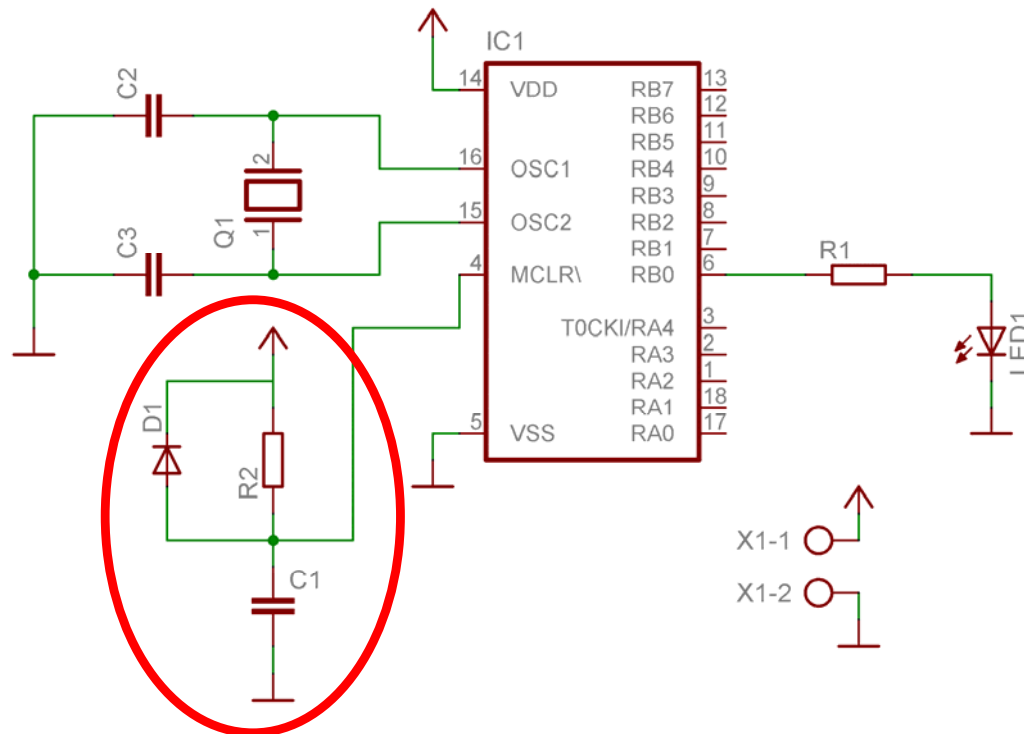 IC1
14 VDD RB7 13
RB6 12
RB5 11
16 OSC1 RB4 10
RB3 9
15 OSC2 RB2 8
RB1 7
4 MCLR\ RB0 6
T0CKI/RA4 3
RA3 2
RA2 1
RA1 18
5 VSS RA0 17
C2
2
Q1
1
C3
R1
LED1
D1
R2
C1
X1-1
X1-2